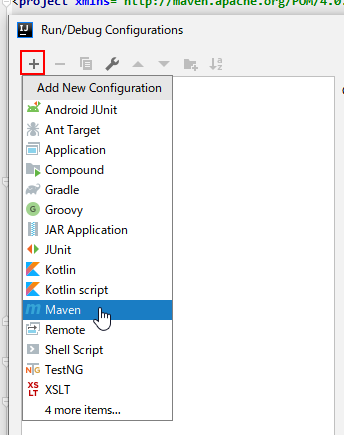 <project xmlns="http://maven.apache.org/POM/4.0.
Run/Debug Configurations
Add New Configuration
Android JUnit
Ant Target
Application
Compound
Gradle
Groovy
JAR Application
JUnit
Kotlin
Kotlin script
Maven
Remote
Shell Script
TestNG
XSLT
4 more items...